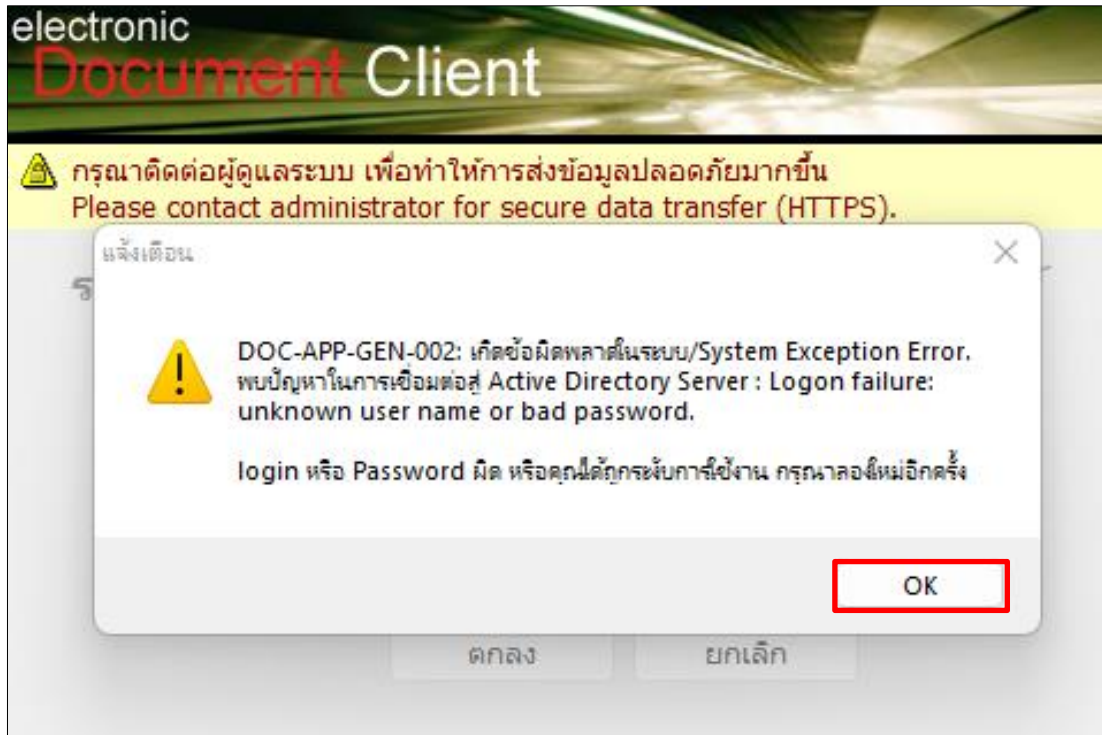 electronic
Document Client
กรุณาติดต่อผู้ดูแลระบบ เพื่อทำให้การส่งข้อมูลปลอดภัยมากขึ้น
Please contact administrator for secure data transfer (HTTPS).
แจ้งเตือน
DOC-APP-GEN-002: เกิดข้อผิดพลาดในระบบ/System Exception Error.
พบปัญหาในการเชื่อมต่อสู่ Active Directory Server : Logon failure:
unknown user name or bad password.
login หรือ Password ผิด หรือคุณได้ถูกระงับการใช้งาน กรุณาลองใหม่อีกครั้ง
OK
ตกลง ยกเลิก